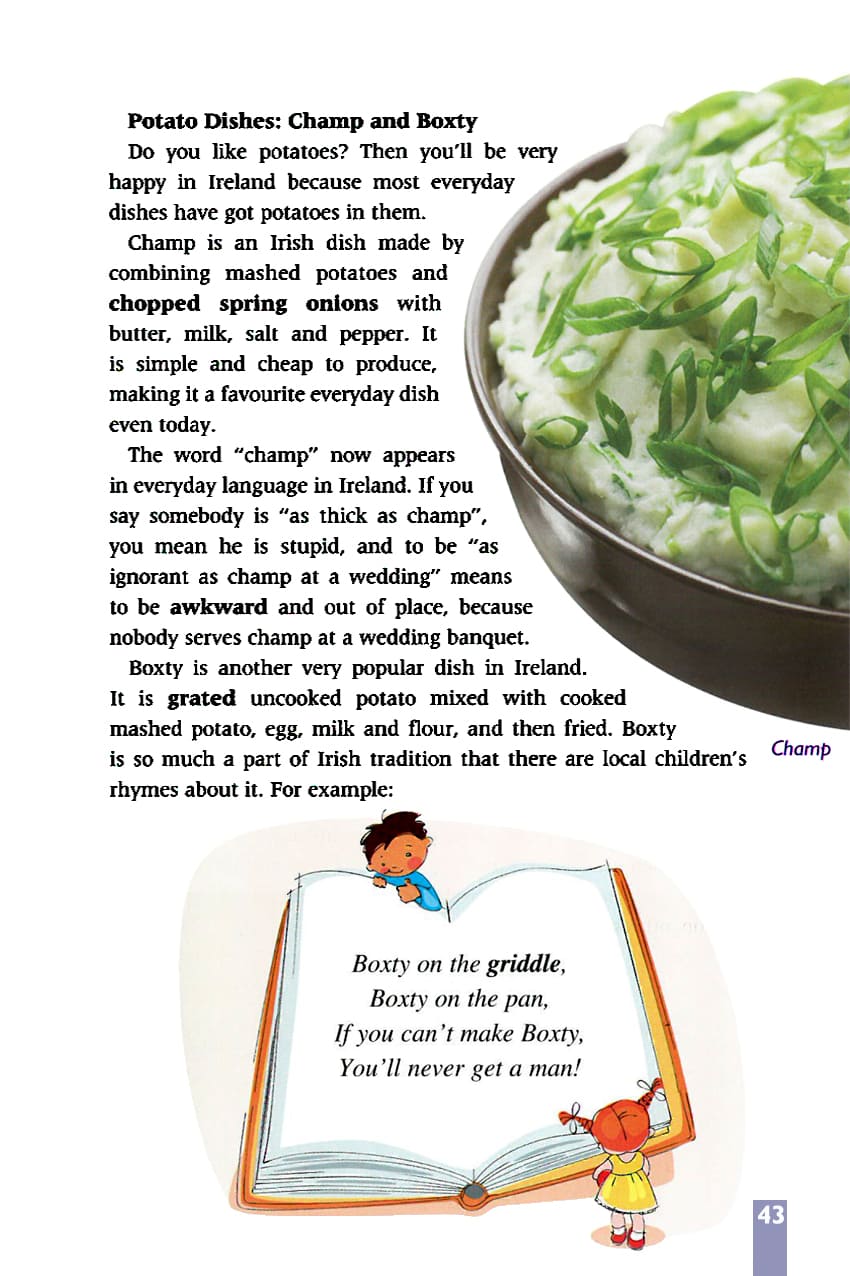 Potato Dishes: Champ and Boxty
Do you like potatoes? Then you'll be very
happy in Ireland because most everyday
dishes have got potatoes in them.
Champ is an Irish dish made by
combining mashed potatoes and
chopped spring onions with
butter, milk, salt and pepper. It
is simple and cheap to produce,
making it a favourite everyday dish
even today.
The word "champ" now appears
in everyday language in Ireland. If you
say somebody is "as thick as champ",
you mean he is stupid, and to be "as
ignorant as champ at a wedding" means
to be awkward and out of place, because
nobody serves champ at a wedding banquet.
Boxty is another very popular dish in Ireland.
It is grated uncooked potato mixed with cooked
mashed potato, egg, milk and flour, and then fried. Boxty
is so much a part of Irish tradition that there are local children's
rhymes about it. For example:
Champ
Boxty on the griddle,
Boxty on the pan,
If you can't make Boxty,
You'll never get a man!
43